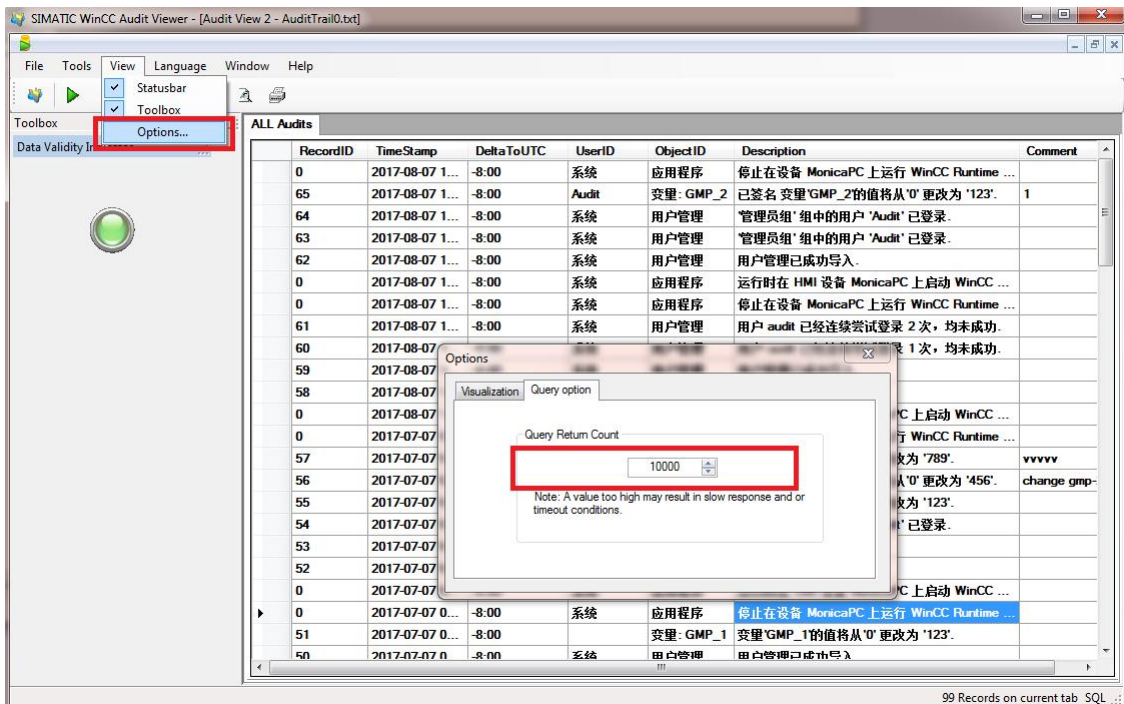 SIMATIC WinCC Audit Viewer - [Audit View 2 - AuditTrail0.txt]
File Tools View Language Window Help
Statusbar
Toolbox
Options...
Toolbox
Data Validity
ALL Audits
RecordID TimeStamp DeltaToUTC UserID ObjectID Description Comment
0 2017-08-07 1... -8:00 系统 应用程序 停止在设备 MonicaPC 上运行 WinCC Runtime ...
65 2017-08-07 1... -8:00 Audit 变量: GMP_2 已签名 变量'GMP_2'的值将从'0' 更改为 '123'. 1
64 2017-08-07 1... -8:00 系统 用户管理 '管理员组' 组中的用户 'Audit' 已登录.
63 2017-08-07 1... -8:00 系统 用户管理 '管理员组' 组中的用户 'Audit' 已登录.
62 2017-08-07 1... -8:00 系统 用户管理 用户管理已成功导入.
0 2017-08-07 1... -8:00 系统 应用程序 运行时在 HMI 设备 MonicaPC 上启动 WinCC ...
0 2017-08-07 1... -8:00 系统 应用程序 停止在设备 MonicaPC 上运行 WinCC Runtime ...
61 2017-08-07 1... -8:00 系统 用户管理 用户 audit 已经连续尝试登录 2 次，均未成功.
60 2017-08-07 录 1 次，均未成功.
59 2017-08-07
58 2017-08-07
0 2017-08-07 上启动 WinCC ...
0 2017-07-07 WinCC Runtime ...
57 2017-07-07 改为 '789'. vvvvv
56 2017-07-07 从'0' 更改为 '456'. change gmp-
55 2017-07-07 改为 '123'.
54 2017-07-07 已登录.
53 2017-07-07
52 2017-07-07
0 2017-07-07 PC 上启动 WinCC ...
0 2017-07-07 0... -8:00 系统 应用程序 停止在设备 MonicaPC 上运行 WinCC Runtime ...
51 2017-07-07 0... -8:00 变量: GMP_1 变量'GMP_1'的值将从'0' 更改为 '123'.
50 2017-07-07 0 -8:00 系统 用户管理 用户管理已成功导入
Options
Visualization Query option
Query Return Count
10000
Note: A value too high may result in slow response and or
timeout conditions.
99 Records on current tab SQL